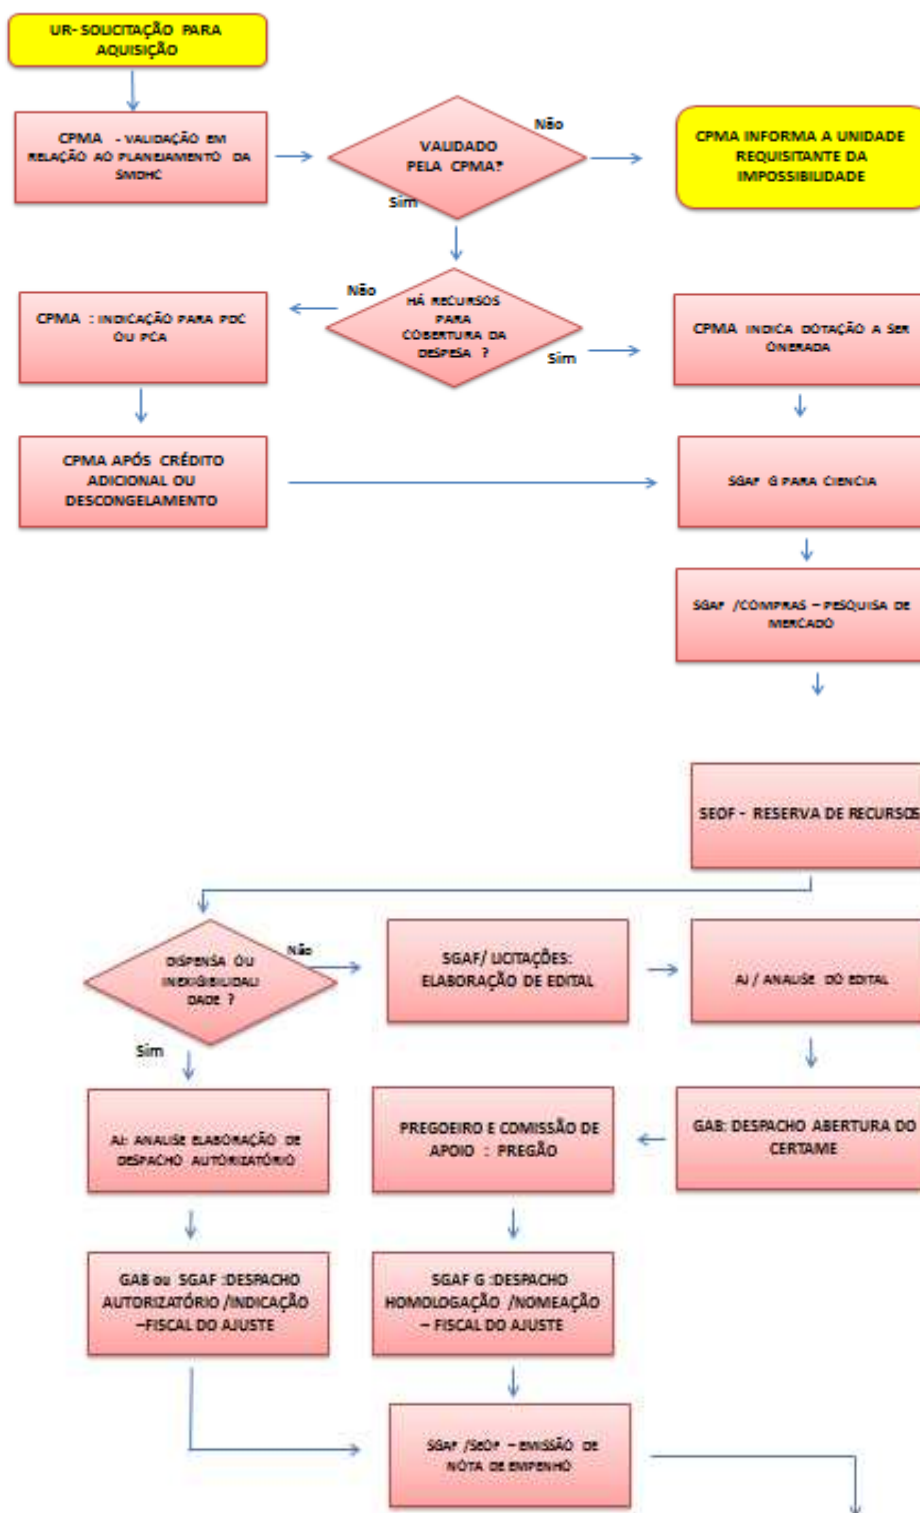 UR- SOLICITAÇÃO PARA
AQUISIÇÃO
CPMA - VALIDAÇÃO EM
RELAÇÃO AO PLANEJAMENTO DA
SMDHC
VALIDADO
PELA CPMA?
Não
Sim
CPMA INFORMA A UNIDADE
REQUISITANTE DA
IMPOSSIBILIDADE
CPMA : INDICAÇÃO PARA PDC
OU PCA
Não
HÁ RECURSOS
PARA
COBERTURA DA
DESPESA ?
Sim
CPMA INDICA DOTAÇÃO A SER
ONERADA
CPMA APÓS CRÉDITO
ADICIONAL OU
DESCONGELAMENTO
SGAF G PARA CIENCIA
SGAF /COMPRAS – PESQUISA DE
MERCADO
SEOF - RESERVA DE RECURSOS
DISPENSA OU
INEXIGIBILIDALI
DADE ?
Não
Sim
SGAF/ LICITAÇÕES:
ELABORAÇÃO DE EDITAL
AJ / ANALISE DO EDITAL
AJ: ANALISE ELABORAÇÃO DE
DESPACHO AUTORIZATÓRIO
PREGOEIRO E COMISSÃO DE
APOIO : PREGÃO
GAB: DESPACHO ABERTURA DO
CERTAME
GAB ou SGAF :DESPACHO
AUTORIZATÓRIO /INDICAÇÃO
–FISCAL DO AJUSTE
SGAF G :DESPACHO
HOMOLOGAÇÃO /NOMEAÇÃO
– FISCAL DO AJUSTE
SGAF /SEOF – EMISSÃO DE
NOTA DE EMPENHO